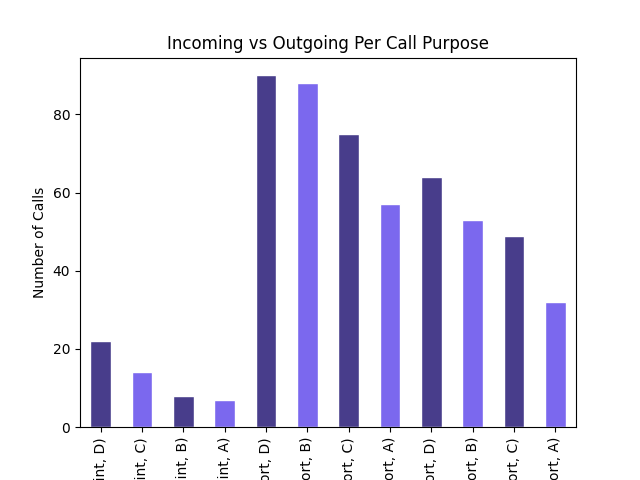 Incoming vs Outgoing Per Call Purpose
Number of Calls
80
60
40
20
0
int, D)
int, C)
int, B)
int, A)
ort, D)
ort, B)
ort, C)
ort, A)
ort, D)
ort, B)
ort, C)
ort, A)